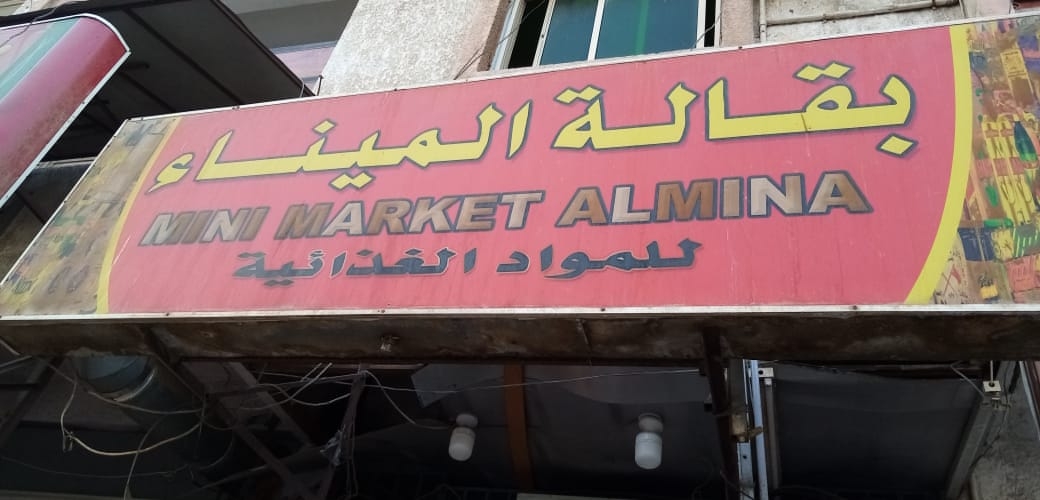 بقالة الميناء
MINI MARKET ALMINA
للمواد الغذائية